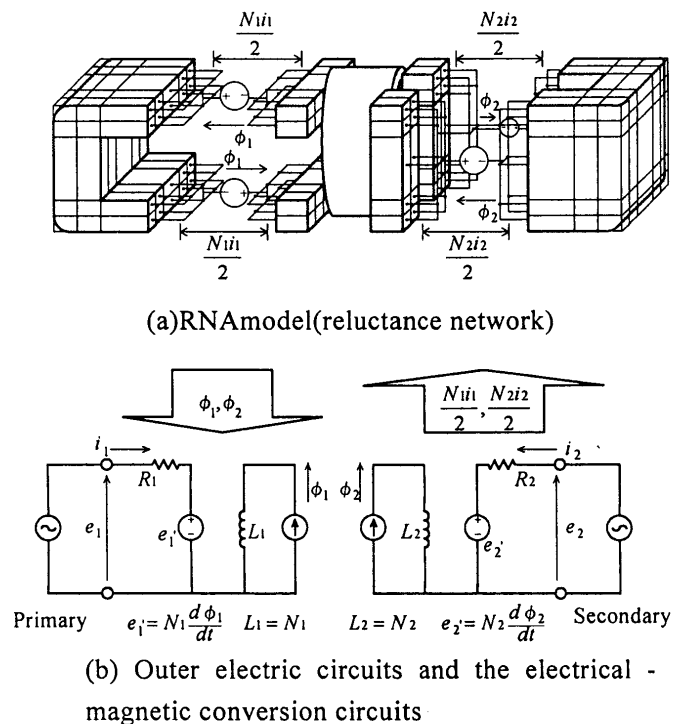 N1i1/2 N2i2/2
+ ϕ2 +
ϕ1
ϕ1
+ +
ϕ2
N1i1/2 N2i2/2
(a)RNAmodel(reluctance network)
ϕ1, ϕ2 N1i1/2, N2i2/2
i1 i2
R1 R2
ϕ1 ϕ2
e1 e1' + - L1 L2 + - e2' e2
Primary e1' = N1 dϕ1/dt L1 = N1 L2 = N2 e2' = N2 dϕ2/dt Secondary
(b) Outer electric circuits and the electrical -
magnetic conversion circuits